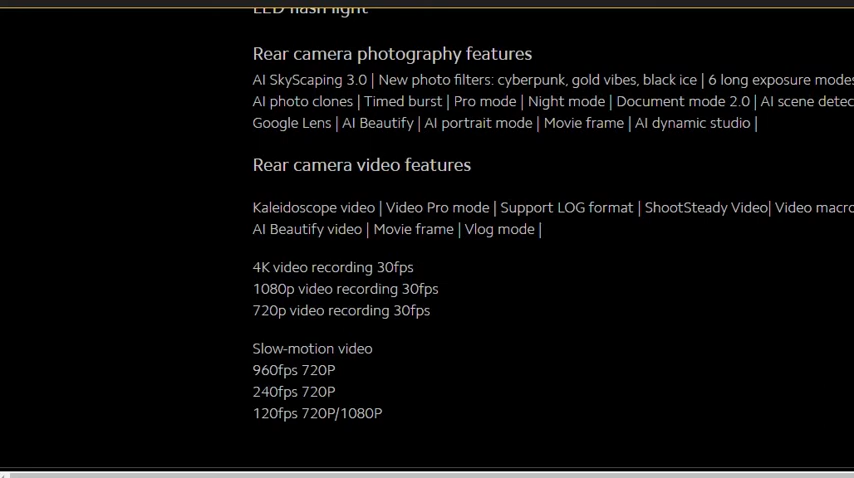 LED flash light
Rear camera photography features
AI SkyScaping 3.0 | New photo filters: cyberpunk, gold vibes, black ice | 6 long exposure modes
AI photo clones | Timed burst | Pro mode | Night mode | Document mode 2.0 | AI scene detec
Google Lens | AI Beautify | AI portrait mode | Movie frame | AI dynamic studio |
Rear camera video features
Kaleidoscope video | Video Pro mode | Support LOG format | ShootSteady Video| Video macro
AI Beautify video | Movie frame | Vlog mode |
4K video recording 30fps
1080p video recording 30fps
720p video recording 30fps
Slow-motion video
960fps 720P
240fps 720P
120fps 720P/1080P